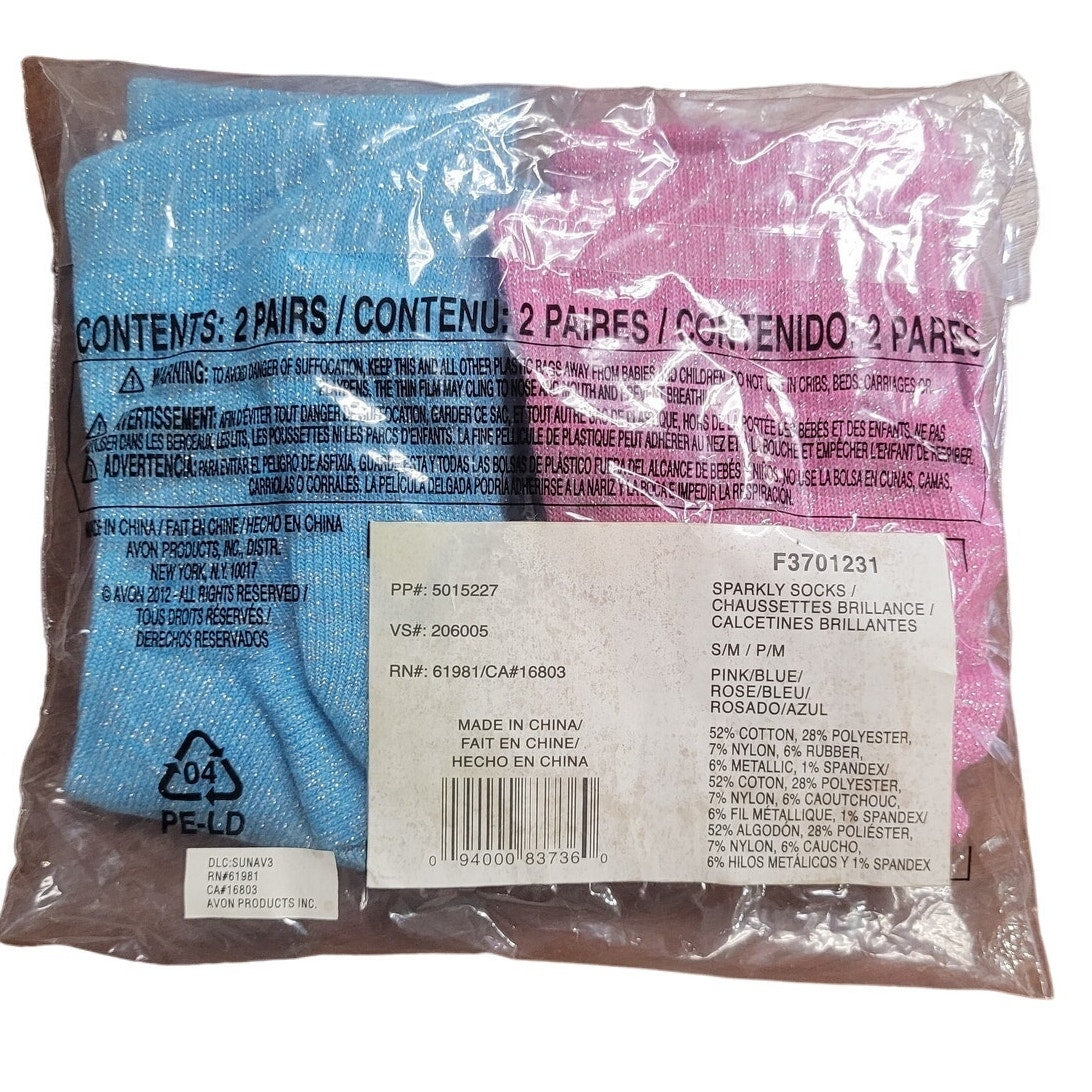 CONTENTS: 2 PAIRS / CONTENU: 2 PAIRES / CONTENIDO: 2 PARES
WARNING: TO AVOID DANGER OF SUFFOCATION, KEEP THIS AND ALL OTHER PLASTIC BAGS AWAY FROM BABIES AND CHILDREN. DO NOT USE IN CRIBS, BEDS, CARRIAGES OR
PLAYPENS. THE THIN FILM MAY CLING TO NOSE AND MOUTH AND PREVENT BREATHING.
AVERTISSEMENT: AFIN D'ÉVITER TOUT DANGER DE SUFFOCATION, GARDER CE SAC, ET TOUT AUTRE SAC DE PLASTIQUE, HORS DE LA PORTÉE DES BÉBÉS ET DES ENFANTS. NE PAS
UTILISER DANS LES BERCEAUX, LES LITS, LES POUSSETTES NI LES PARCS D'ENFANTS. LA FINE PELLICULE DE PLASTIQUE PEUT ADHÉRER AU NEZ ET LA BOUCHE ET EMPÊCHER L'ENFANT DE RESPIRER.
ADVERTENCIA: PARA EVITAR EL PELIGRO DE ASFIXIA, GUARDE ESTA Y TODAS LAS BOLSAS DE PLÁSTICO FUERA DEL ALCANCE DE BEBÉS Y NIÑOS. NO USE LA BOLSA EN CUNAS, CAMAS,
CARRIOLAS O CORRALES. LA PELÍCULA DELGADA PODRÍA ADHERIRSE A LA NARIZ Y LA BOCA E IMPEDIR LA RESPIRACIÓN.
MADE IN CHINA / FAIT EN CHINE / HECHO EN CHINA
AVON PRODUCTS, INC., DISTR.
NEW YORK, N.Y. 10017
© AVON 2012 - ALL RIGHTS RESERVED /
TOUS DROITS RÉSERVÉS /
DERECHOS RESERVADOS
04
PE-LD
DLC:SUNAV3
RN#61981
CA#16803
AVON PRODUCTS INC.
PP#: 5015227
VS#: 206005
RN#: 61981/CA#16803
MADE IN CHINA/
FAIT EN CHINE/
HECHO EN CHINA
0 94000 83736 0
F3701231
SPARKLY SOCKS /
CHAUSSETTES BRILLANCE /
CALCETINES BRILLANTES
S/M / P/M
PINK/BLUE/
ROSE/BLEU/
ROSADO/AZUL
52% COTTON, 28% POLYESTER,
7% NYLON, 6% RUBBER,
6% METALLIC, 1% SPANDEX/
52% COTON, 28% POLYESTER,
7% NYLON, 6% CAOUTCHOUC,
6% FIL MÉTALLIQUE, 1% SPANDEX/
52% ALGODÓN, 28% POLIÉSTER,
7% NYLON, 6% CAUCHO,
6% HILOS METÁLICOS Y 1% SPANDEX